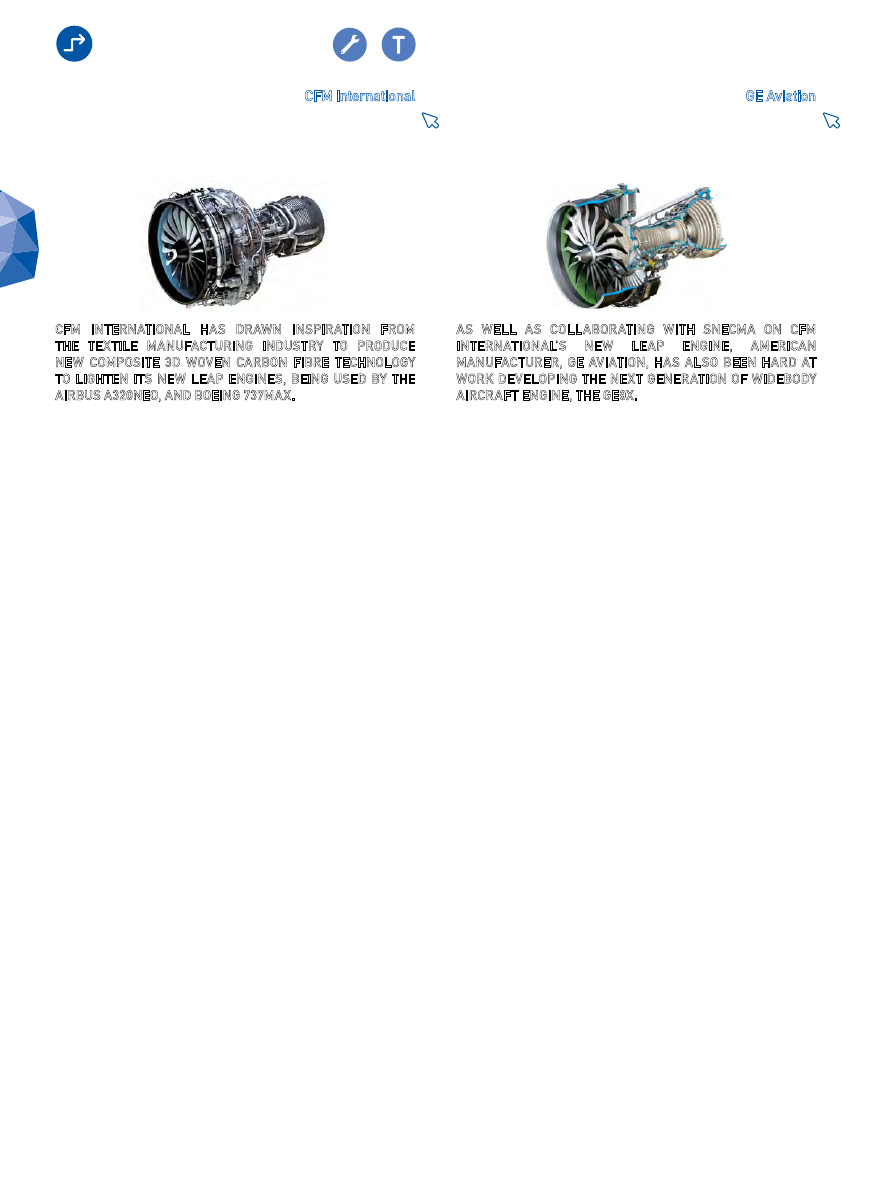 T
CFM International
CFM INTERNATIONAL HAS DRAWN INSPIRATION FROM
THE TEXTILE MANUFACTURING INDUSTRY TO PRODUCE
NEW COMPOSITE 3D WOVEN CARBON FIBRE TECHNOLOGY
TO LIGHTEN ITS NEW LEAP ENGINES, BEING USED BY THE
AIRBUS A320NEO, AND BOEING 737MAX.
GE Aviation
AS WELL AS COLLABORATING WITH SNECMA ON CFM
INTERNATIONAL'S NEW LEAP ENGINE, AMERICAN
MANUFACTURER, GE AVIATION, HAS ALSO BEEN HARD AT
WORK DEVELOPING THE NEXT GENERATION OF WIDEBODY
AIRCRAFT ENGINE, THE GE9X.